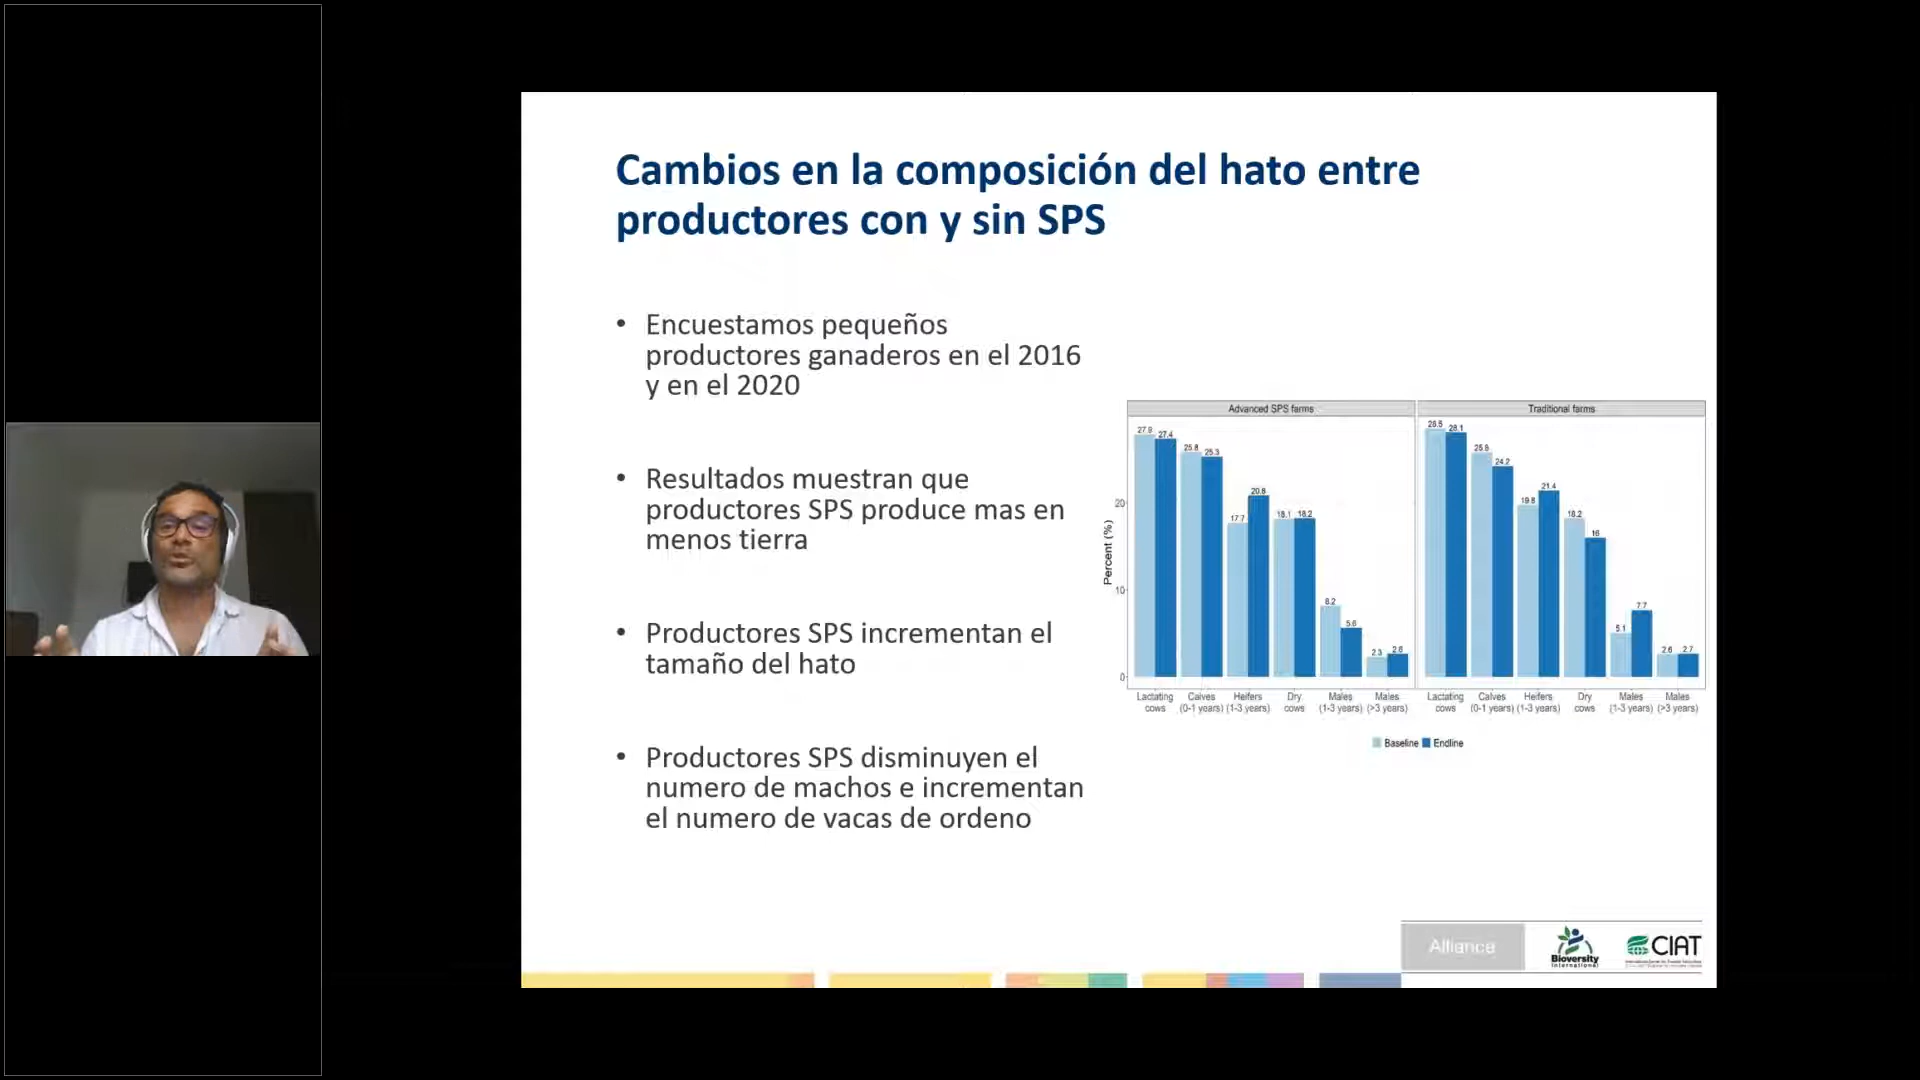 Cambios en la composición del hato entre
productores con y sin SPS
• Encuestamos pequeños
productores ganaderos en el 2016
y en el 2020
• Resultados muestran que
productores SPS produce mas en
menos tierra
• Productores SPS incrementan el
tamaño del hato
• Productores SPS disminuyen el
numero de machos e incrementan
el numero de vacas de ordeno
Advanced SPS farms
Traditional farms
Percent (%)
20
10
0
27.9 27.4 25.8 25.3 17.7 20.8 18.1 18.2 8.2 5.6 2.3 2.6
28.5 28.1 25.8 24.2 19.8 21.4 18.2 16 5.1 7.7 2.6 2.7
Lactating cows
Calves (0-1 years)
Heifers (1-3 years)
Dry cows
Males (1-3 years)
Males (>3 years)
Lactating cows
Calves (0-1 years)
Heifers (1-3 years)
Dry cows
Males (1-3 years)
Males (>3 years)
Baseline Endline
Alliance
Bioversity
International
CIAT